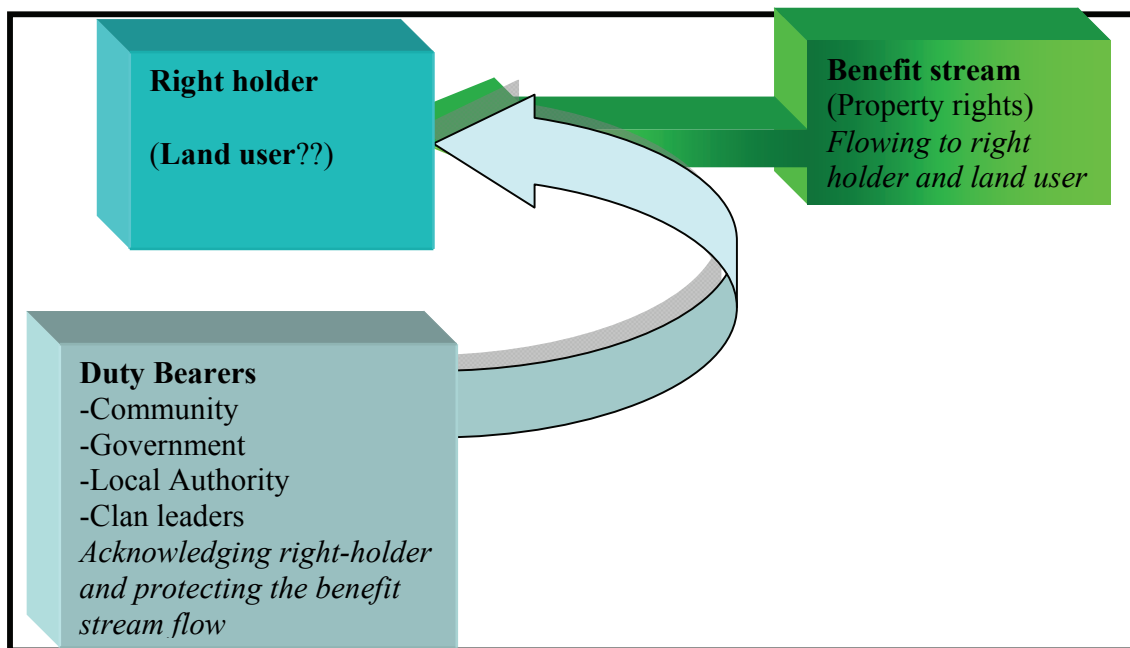 Right holder
(Land user??)
Benefit stream
(Property rights)
Flowing to right
holder and land user
Duty Bearers
-Community
-Government
-Local Authority
-Clan leaders
Acknowledging right-holder
and protecting the benefit
stream flow